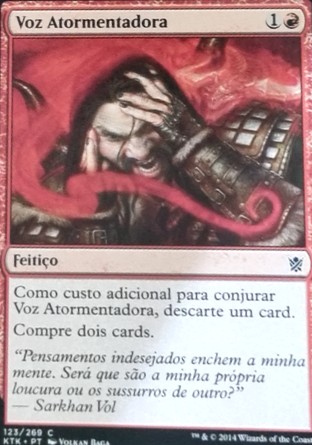 Voz Atormentadora 1
Feitiço
Como custo adicional para conjurar
Voz Atormentadora, descarte um card.
Compre dois cards.
“Pensamentos indesejados enchem a minha
mente. Será que são a minha própria
loucura ou os sussurros de outro?”
— Sarkhan Vol
123/269 C
KTK • PT Volkan Baga
™ & © 2014 Wizards of the Coas